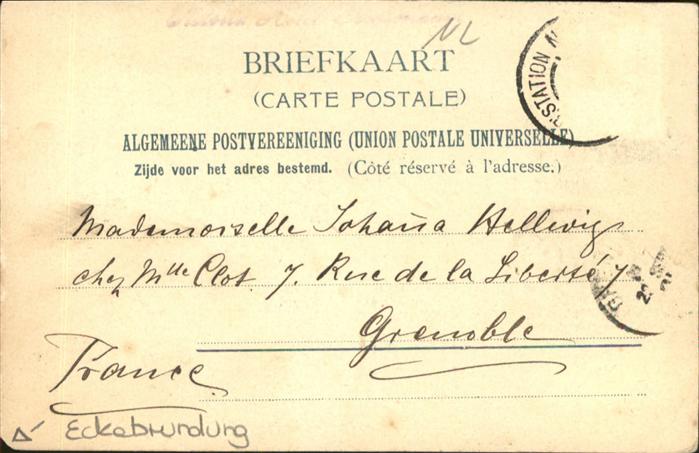 NL
BRIEFKAART
(CARTE POSTALE)
ALGEMEENE POSTVEREENIGING (UNION POSTALE UNIVERSELLE)
Zijde voor het adres bestemd. (Côté réservé à l'adresse.)
Mademoiselle Johaña Hellwig
chez Mlle Clot. 7. Rue de la Liberté 7.
Grenoble
France
Eckabrundung